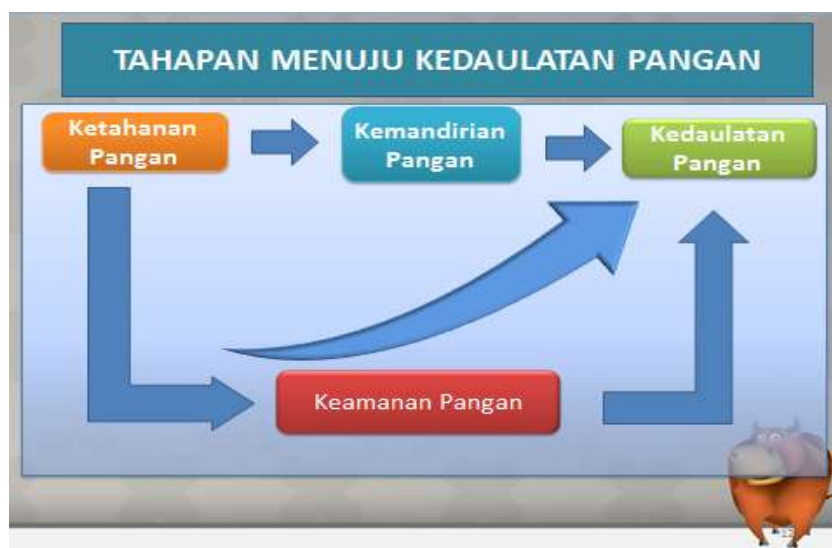 TAHAPAN MENUJU KEDAULATAN PANGAN
Ketahanan
Pangan
Kemandirian
Pangan
Kedaulatan
Pangan
Keamanan Pangan